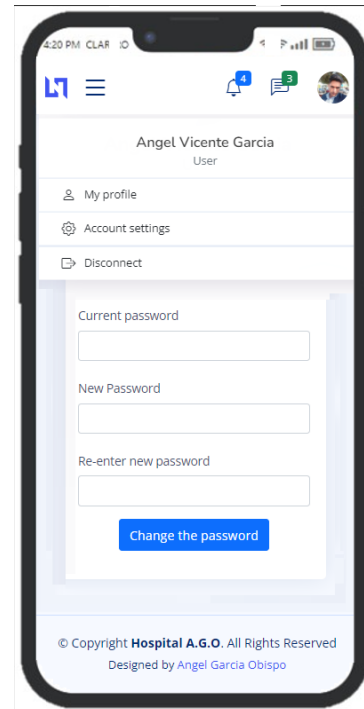 4:20 PM CLAR
4 3
Angel Vicente Garcia
User
My profile
Account settings
Disconnect
Current password
New Password
Re-enter new password
Change the password
© Copyright Hospital A.G.O. All Rights Reserved
Designed by Angel Garcia Obispo